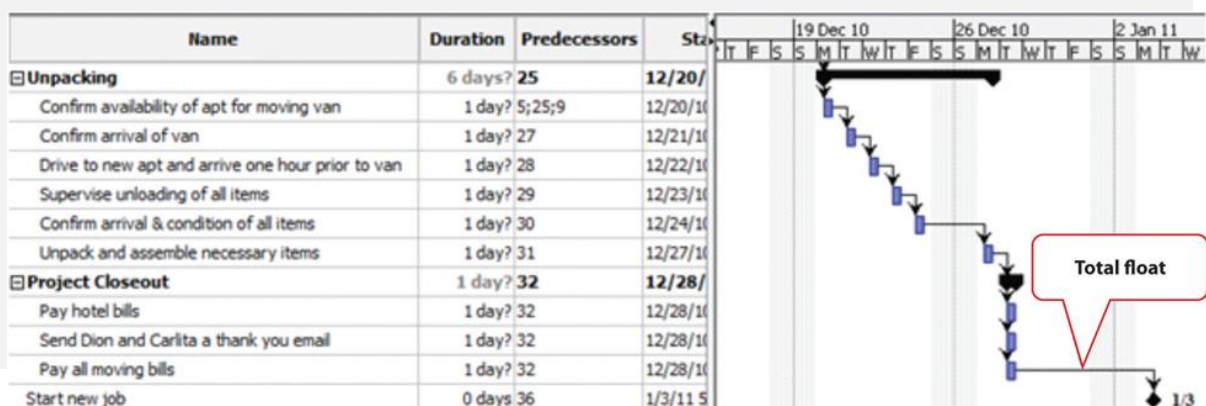 Name Duration Predecessors Sta 19 Dec 10 26 Dec 10 2 Jan 11
T F S S M T W T F S S M T W T F S S M T W
Unpacking 6 days? 25 12/20/
Confirm availability of apt for moving van 1 day? 5;25;9 12/20/10
Confirm arrival of van 1 day? 27 12/21/10
Drive to new apt and arrive one hour prior to van 1 day? 28 12/22/10
Supervise unloading of all items 1 day? 29 12/23/10
Confirm arrival & condition of all items 1 day? 30 12/24/10
Unpack and assemble necessary items 1 day? 31 12/27/10
Total float
Project Closeout 1 day? 32 12/28/
Pay hotel bills 1 day? 32 12/28/10
Send Dion and Carlita a thank you email 1 day? 32 12/28/10
Pay all moving bills 1 day? 32 12/28/10
Start new job 0 days 36 1/3/11 5 1/3